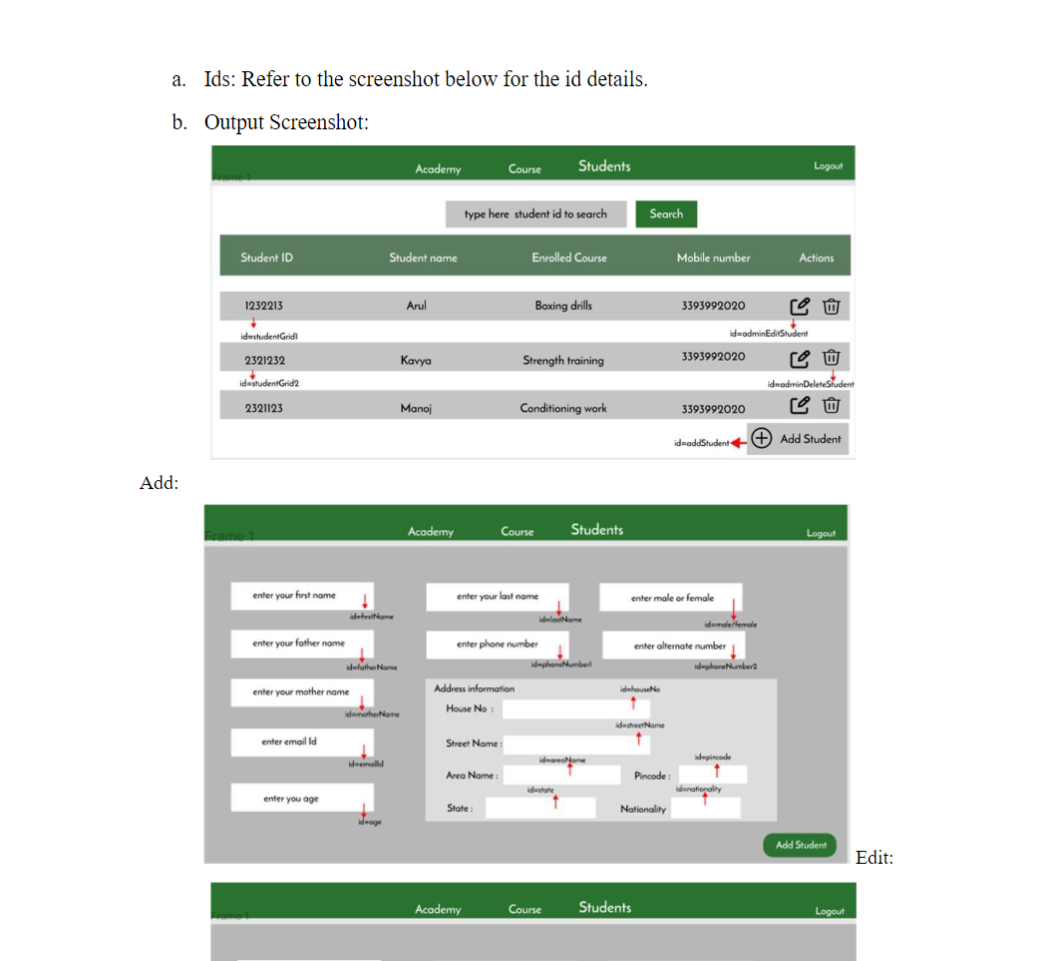 a. Ids: Refer to the screenshot below for the id details.
b. Output Screenshot:
Frame 1
Academy Course Students Logout
type here student id to search Search
Student ID Student name Enrolled Course Mobile number Actions
1232213 Arul Boxing drills 3393992020
id=studentGrid1 id=adminEditStudent
2321232 Kavya Strength training 3393992020
id=studentGrid2 id=adminDeleteStudent
2321123 Manoj Conditioning work 3393992020
id=addStudent Add Student
Add:
Frame 1
Academy Course Students Logout
enter your first name enter your last name enter male or female
id=firstName id=lastName id=male/female
enter your father name enter phone number enter alternate number
id=fatherName id=phoneNumber1 id=phoneNumber2
enter your mother name Address information id=houseNo
id=motherName House No :
id=streetName
enter email Id Street Name :
id=emailId id=areaName id=pincode
Area Name : Pincode :
enter you age id=state id=nationality
State : Nationality
id=age
Add Student
Edit:
Frame 1
Academy Course Students Logout